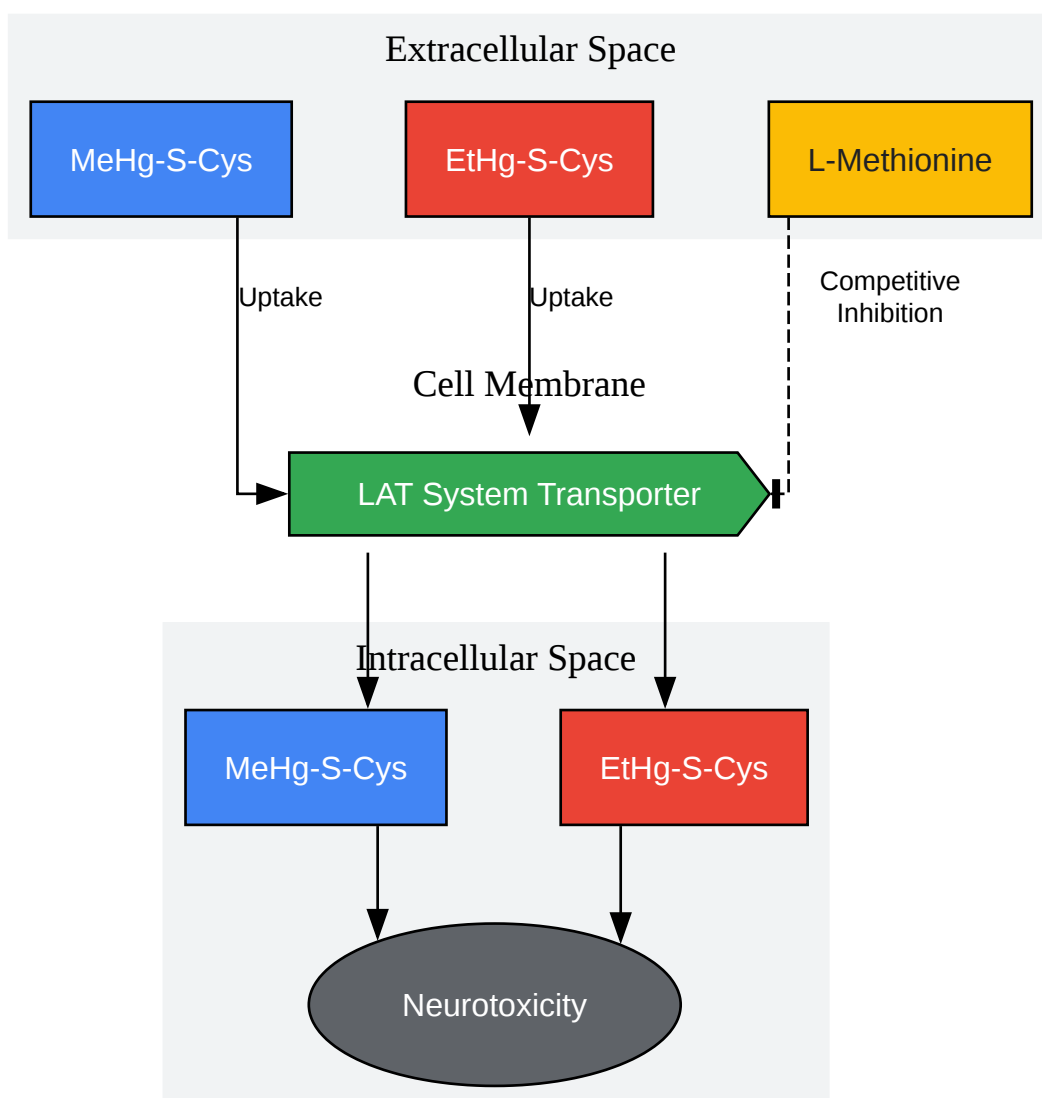 Extracellular Space
MeHg-S-Cys
EtHg-S-Cys
L-Methionine
Uptake
Uptake
Competitive
Inhibition
Cell Membrane
LAT System Transporter
Intracellular Space
MeHg-S-Cys
EtHg-S-Cys
Neurotoxicity